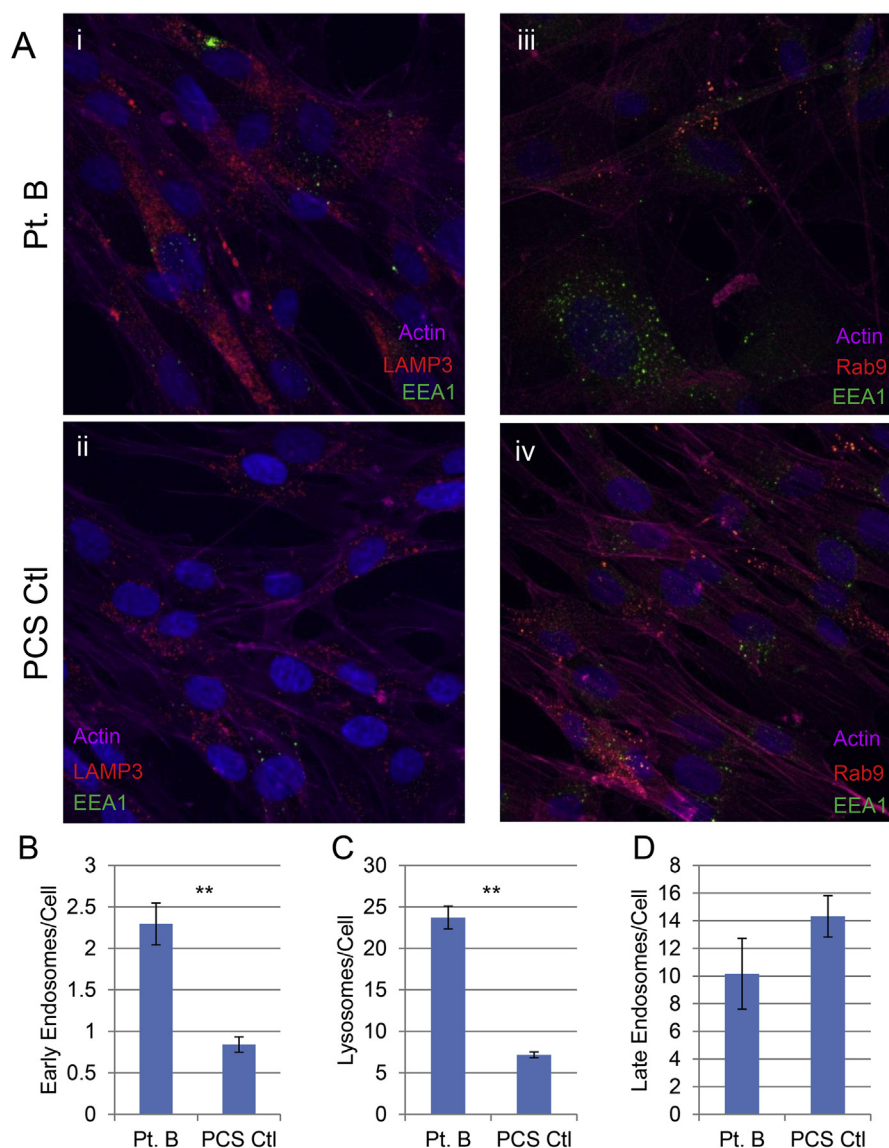 A
i
iii
Pt. B
Actin
LAMP3
EEA1
Actin
Rab9
EEA1
ii
iv
PCS Ctl
Actin
LAMP3
EEA1
Actin
Rab9
EEA1
B
3
2.5
2
1.5
1
0.5
0
Early Endosomes/Cell
**
Pt. B PCS Ctl
C
30
25
20
15
10
5
0
Lysosomes/Cell
**
Pt. B PCS Ctl
D
16
14
12
10
8
6
4
2
0
Late Endosomes/Cell
Pt. B PCS Ctl